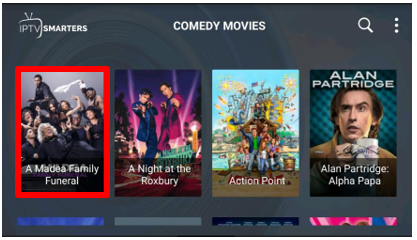 IPTV SMARTERS
COMEDY MOVIES
ALAN
PARTRIDGE
A Madea Family
Funeral
A Night at the
Roxbury
Action Point
Alan Partridge:
Alpha Papa